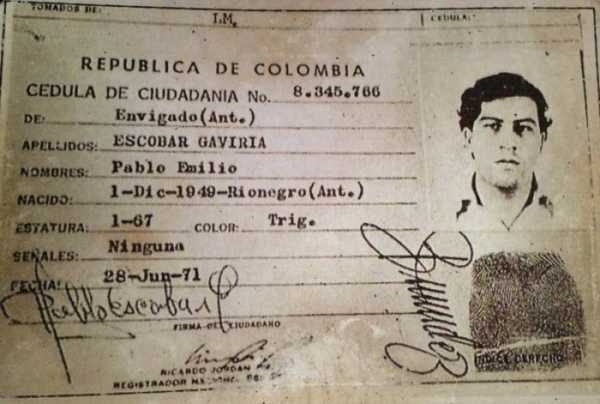 TOMADOS DE:
I.M.
CEDULA:
REPUBLICA DE COLOMBIA
CEDULA DE CIUDADANIA No. 8.345.766
DE: Envigado(Ant.)
APELLIDOS: ESCOBAR GAVIRIA
NOMBRES: Pablo Emilio
NACIDO: 1-Dic-1949-Rionegro(Ant.)
ESTATURA: 1-67 COLOR: Trig.
SEÑALES: Ninguna
FECHA: 28-Jun-71
Pablo Escobar G
FIRMA DEL CIUDADANO
INDICE DERECHO
RICARDO JORDAN
REGISTRADOR